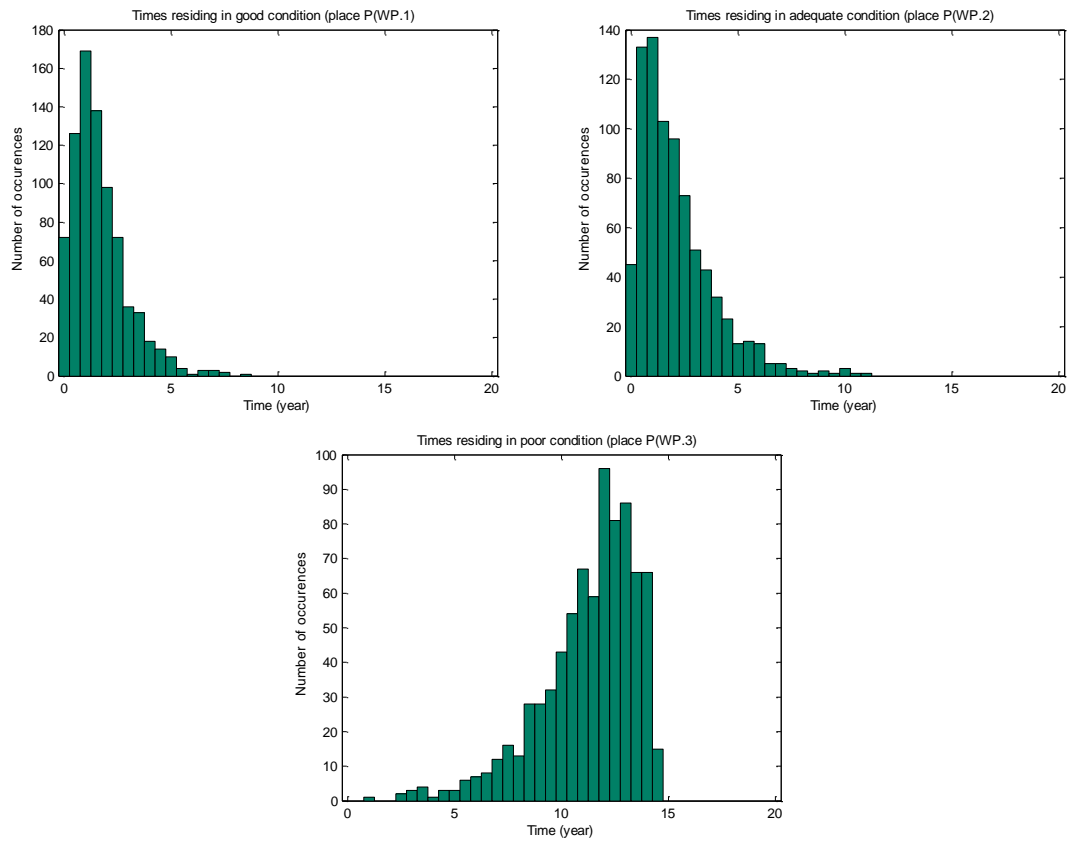 Times residing in good condition (place P(WP.1)
180
160
140
120
100
80
60
40
20
0
Number of occurences
0 5 10 15 20
Time (year)
Times residing in adequate condition (place P(WP.2)
140
120
100
80
60
40
20
0
Number of occurences
0 5 10 15 20
Time (year)
Times residing in poor condition (place P(WP.3)
100
90
80
70
60
50
40
30
20
10
0
Number of occurences
0 5 10 15 20
Time (year)